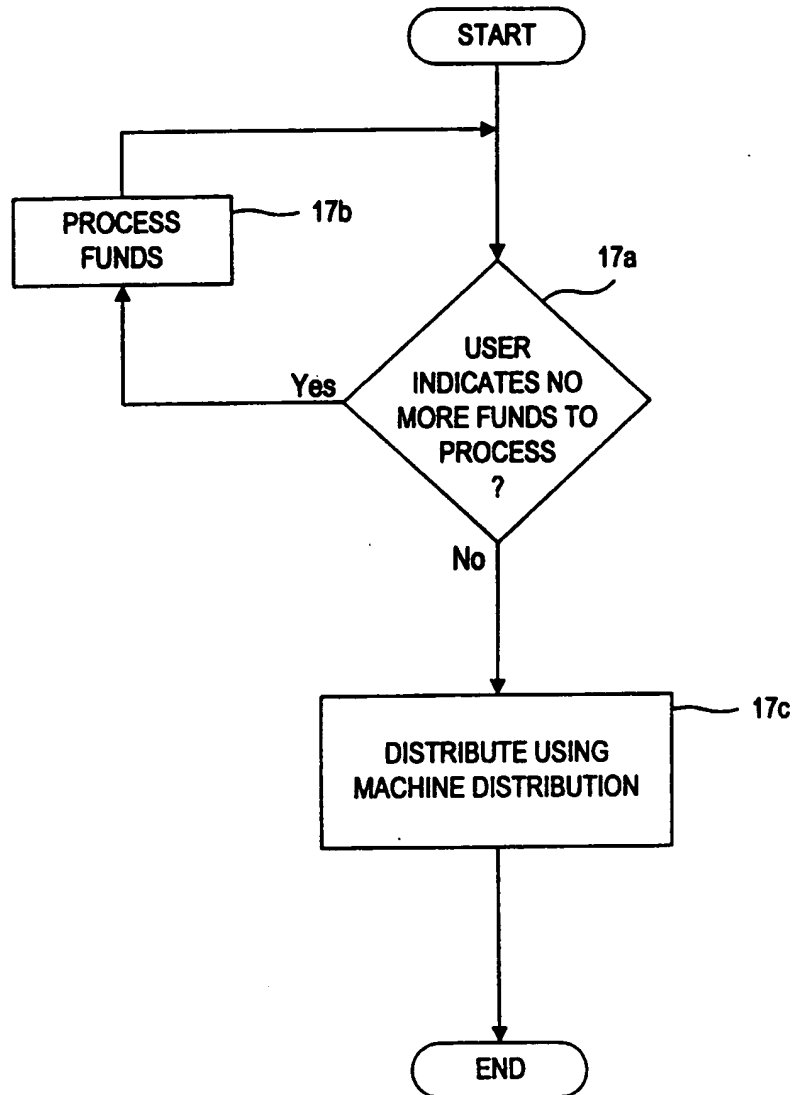 START
PROCESS
FUNDS
17b
17a
USER
INDICATES NO
MORE FUNDS TO
PROCESS
?
Yes
No
17c
DISTRIBUTE USING
MACHINE DISTRIBUTION
END